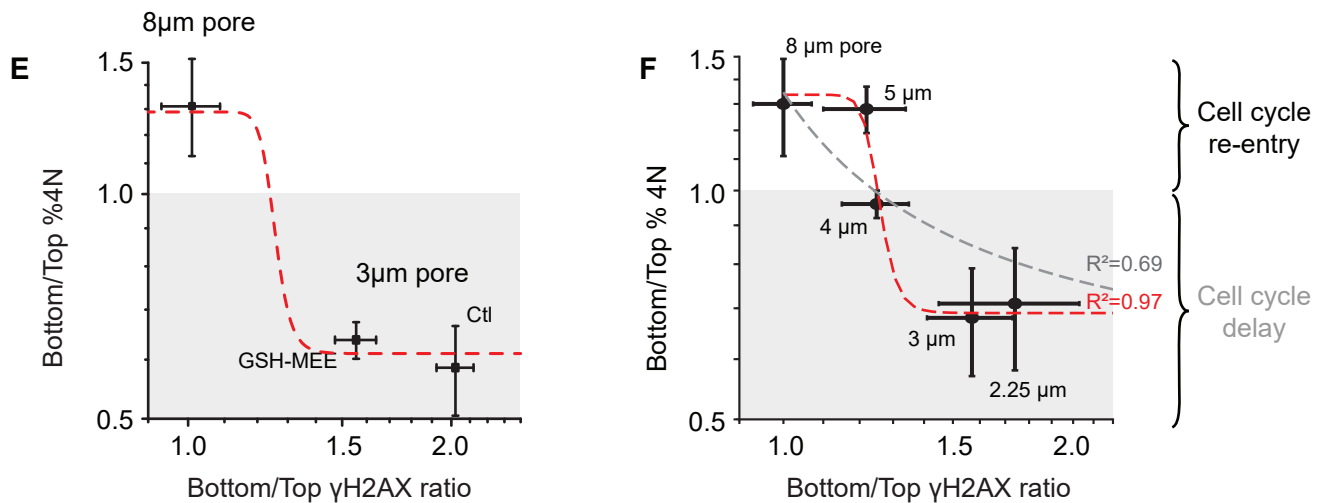 8µm pore
E
1.5
1.0
0.5
Bottom/Top %4N
3µm pore
Ctl
GSH-MEE
1.0
1.5
2.0
Bottom/Top γH2AX ratio
F
1.5
1.0
0.5
Bottom/Top % 4N
8 µm pore
5 µm
4 µm
R²=0.69
R²=0.97
3 µm
2.25 µm
1.0
1.5
2.0
Bottom/Top γH2AX ratio
Cell cycle
re-entry
Cell cycle
delay